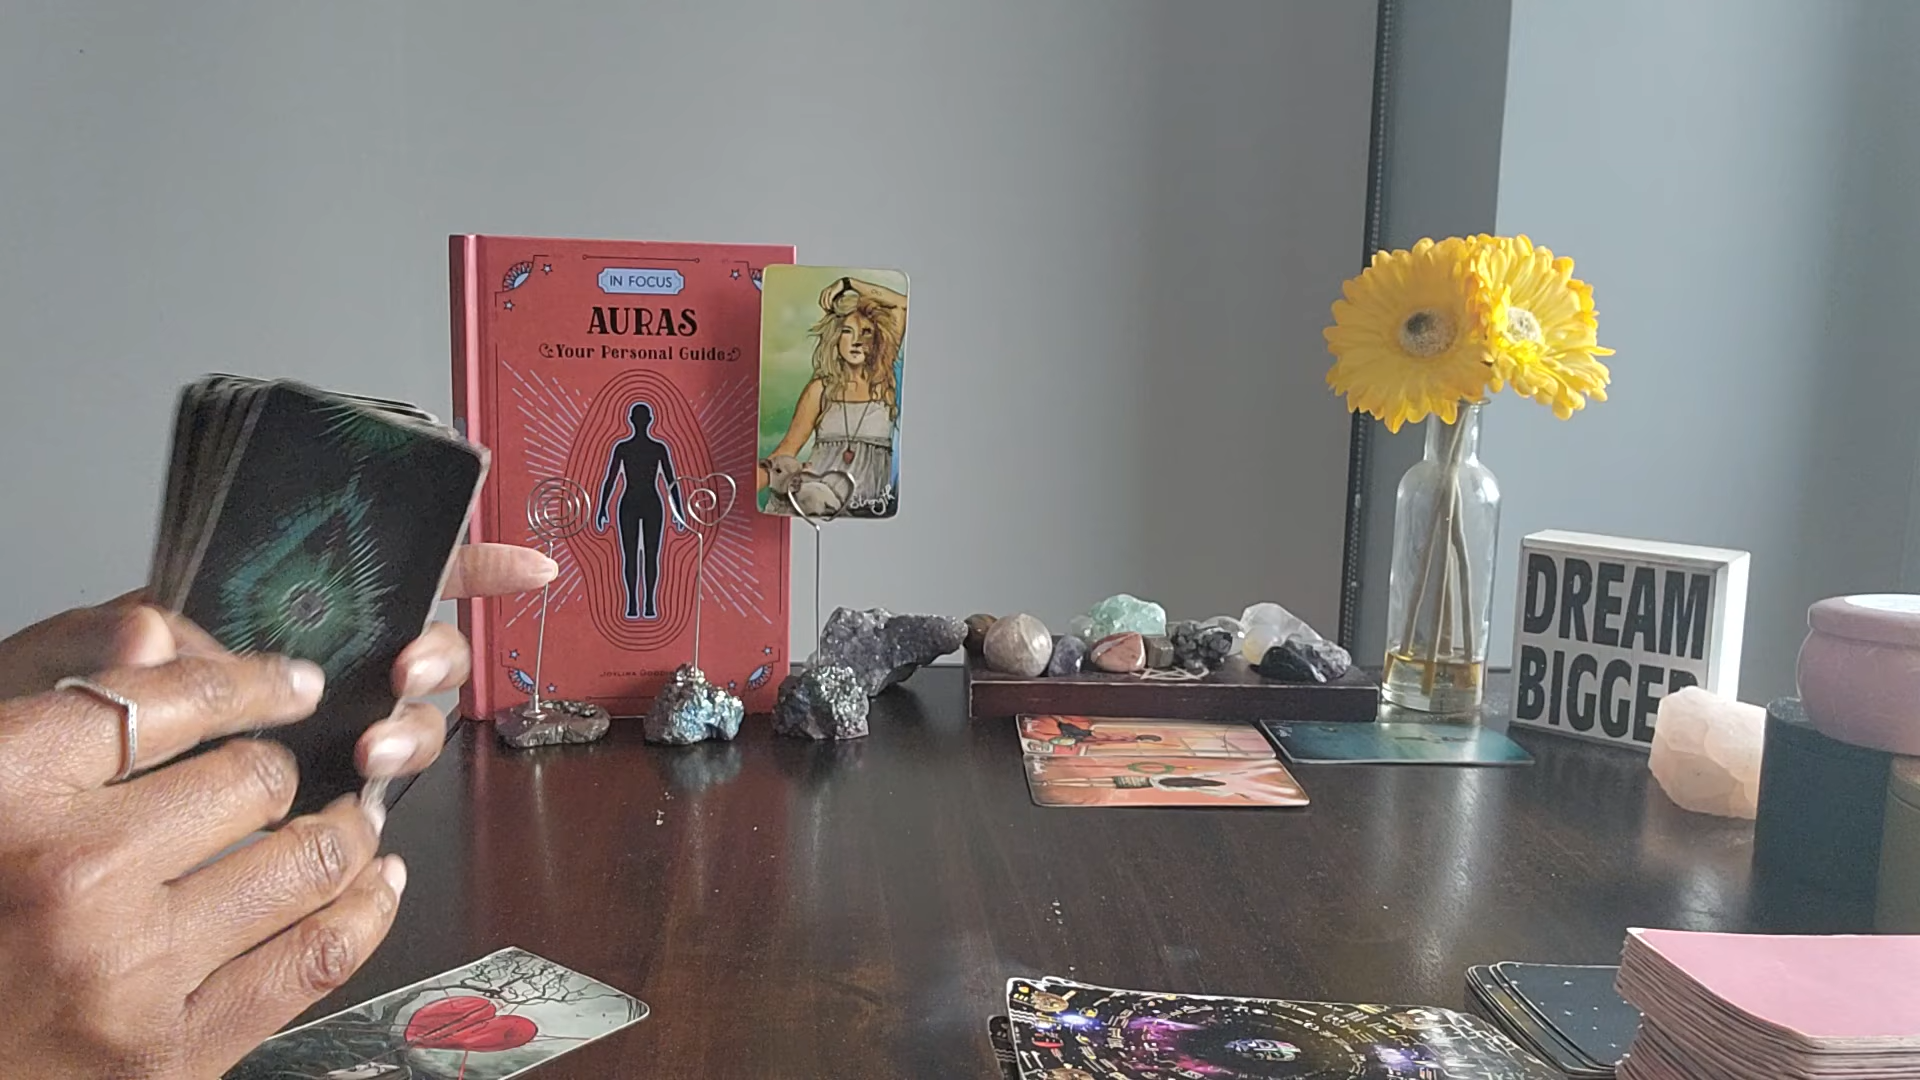 IN FOCUS
AURAS
Your Personal Guide
Strength
DREAM
BIGGER